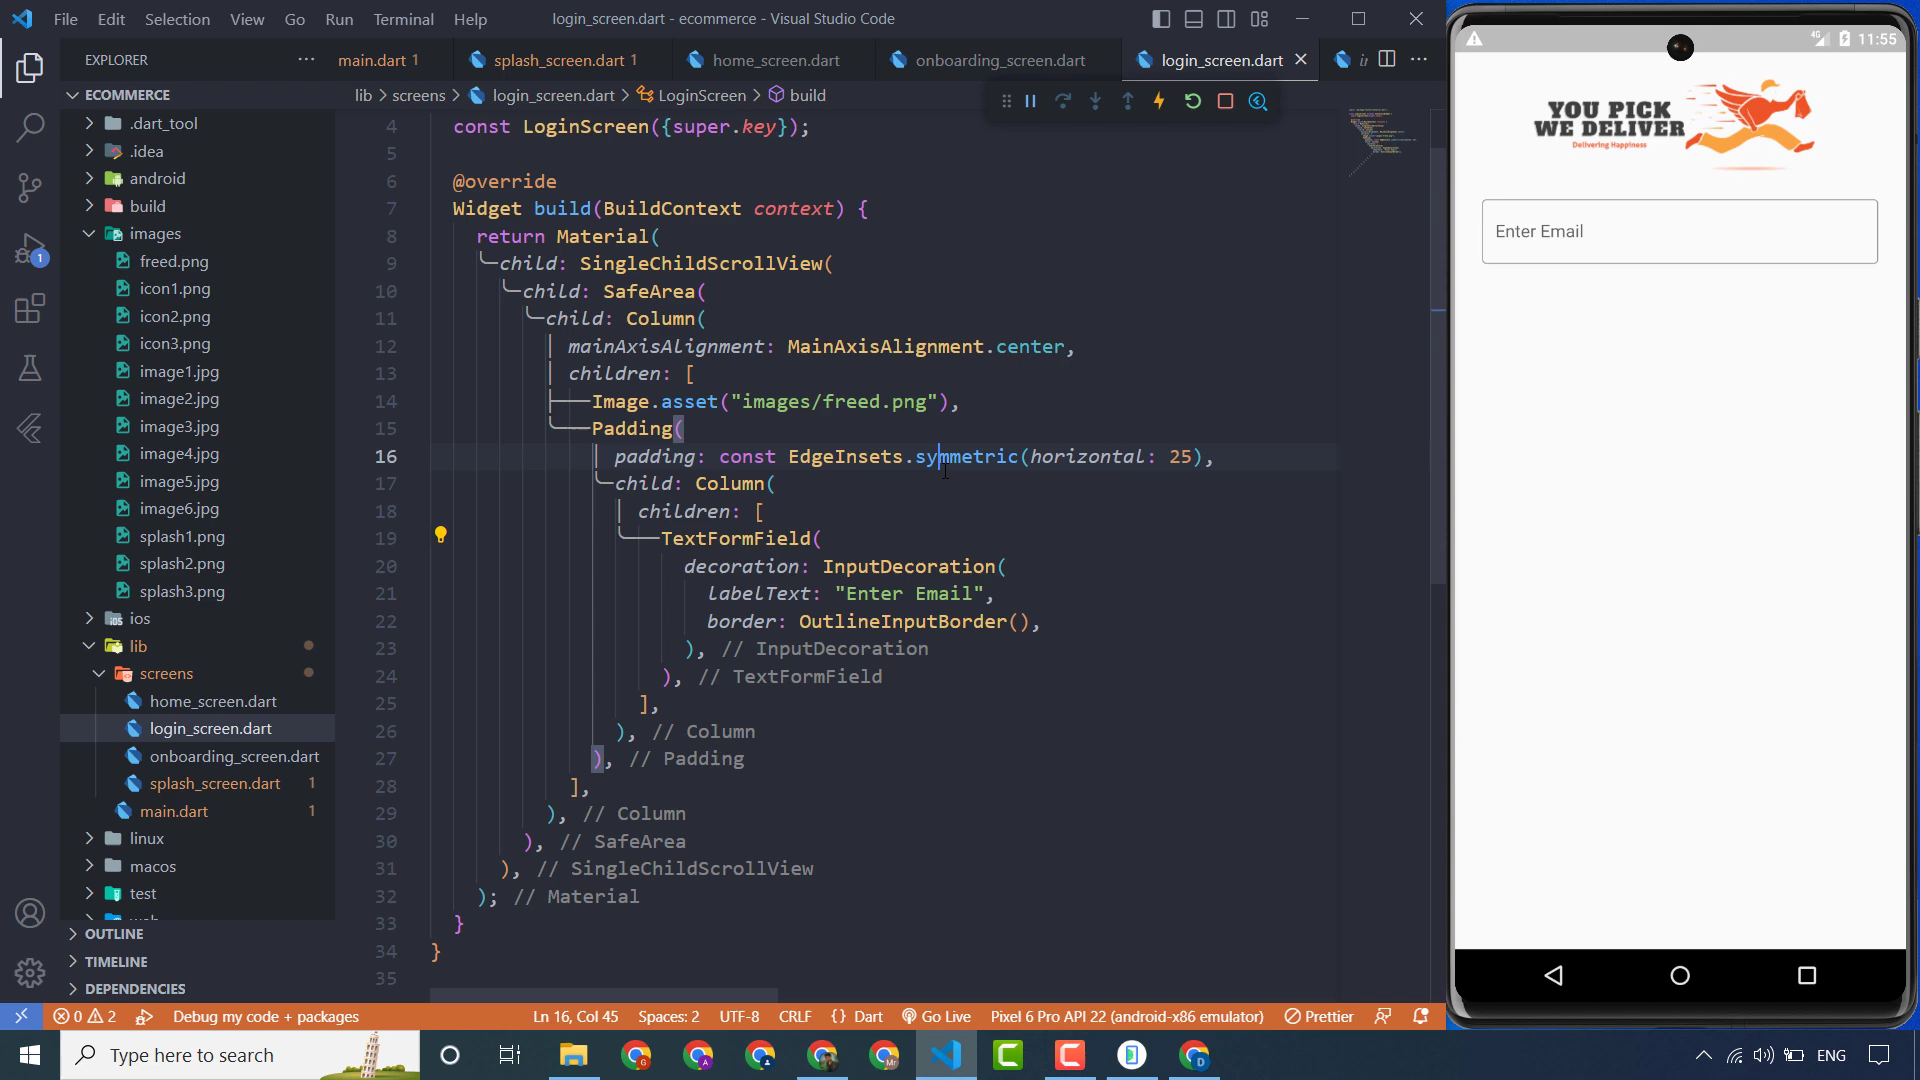 File Edit Selection View Go Run Terminal Help
login_screen.dart - ecommerce - Visual Studio Code
EXPLORER
main.dart 1
splash_screen.dart 1
home_screen.dart
onboarding_screen.dart
login_screen.dart
lib > screens > login_screen.dart > LoginScreen > build
ECOMMERCE
.dart_tool
.idea
android
build
images
freed.png
icon1.png
icon2.png
icon3.png
image1.jpg
image2.jpg
image3.jpg
image4.jpg
image5.jpg
image6.jpg
splash1.png
splash2.png
splash3.png
ios
lib
screens
home_screen.dart
login_screen.dart
onboarding_screen.dart
splash_screen.dart 1
main.dart 1
linux
macos
test
OUTLINE
TIMELINE
DEPENDENCIES
1
4 const LoginScreen({super.key});
5
6 @override
7 Widget build(BuildContext context) {
8 return Material(
9 child: SingleChildScrollView(
10 child: SafeArea(
11 child: Column(
12 mainAxisAlignment: MainAxisAlignment.center,
13 children: [
14 Image.asset("images/freed.png"),
15 Padding(
16 padding: const EdgeInsets.symmetric(horizontal: 25),
17 child: Column(
18 children: [
19 TextFormField(
20 decoration: InputDecoration(
21 labelText: "Enter Email",
22 border: OutlineInputBorder(),
23 ), // InputDecoration
24 ), // TextFormField
25 ],
26 ), // Column
27 ), // Padding
28 ],
29 ), // Column
30 ), // SafeArea
31 ), // SingleChildScrollView
32 ); // Material
33 }
34 }
35
4G 11:55
YOU PICK
WE DELIVER
Delivering Happiness
Enter Email
0 2 Debug my code + packages Ln 16, Col 45 Spaces: 2 UTF-8 CRLF {} Dart Go Live Pixel 6 Pro API 22 (android-x86 emulator) Prettier
Type here to search
ENG